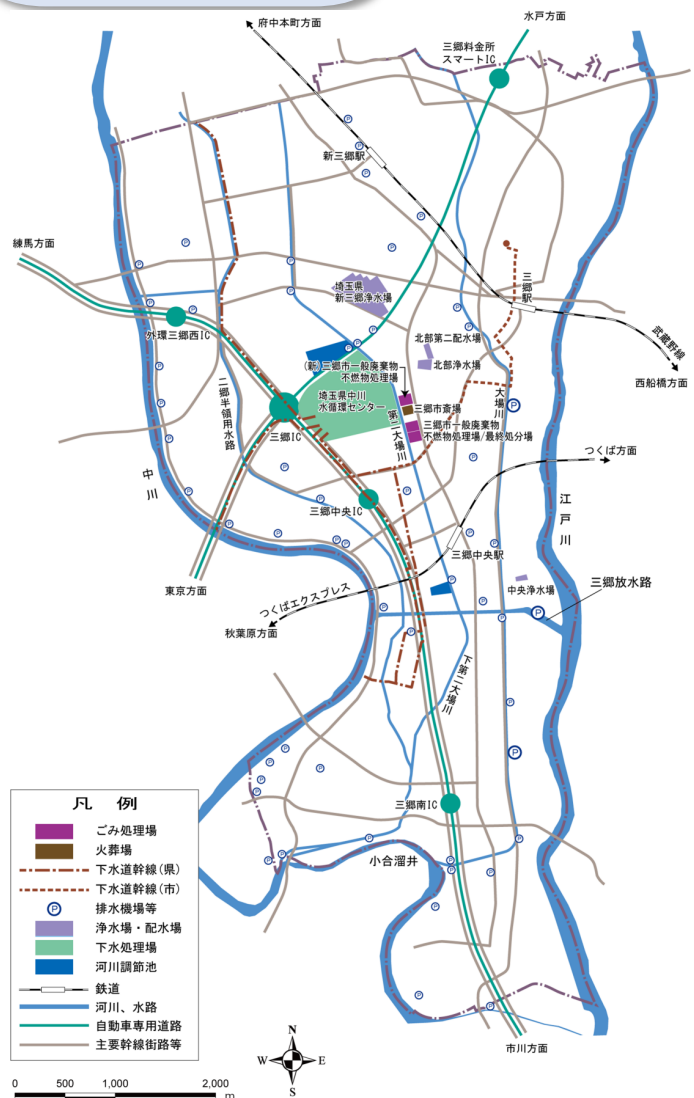 府中本町方面
水戸方面
三郷料金所
スマートIC
新三郷駅
練馬方面
埼玉県
新三郷浄水場
三郷駅
外環三郷西IC
北部第二配水場
武蔵野線
(新)三郷市一般廃棄物
不燃物処理場
北部浄水場
西船橋方面
二郷半領用水路
埼玉県中川
水循環センター
第二大場川
三郷市斎場
大場川
三郷IC
三郷市一般廃棄物
不燃物処理場/最終処分場
つくば方面
中川
三郷中央IC
江戸川
三郷中央駅
東京方面
つくばエクスプレス
中央浄水場
三郷放水路
秋葉原方面
下第二大場川
三郷南IC
小合溜井
市川方面
凡例
ごみ処理場
火葬場
下水道幹線(県)
下水道幹線(市)
P 排水機場等
浄水場・配水場
下水処理場
河川調節池
鉄道
河川、水路
自動車専用道路
主要幹線街路等
N
W E
S
0 500 1,000 2,000
m